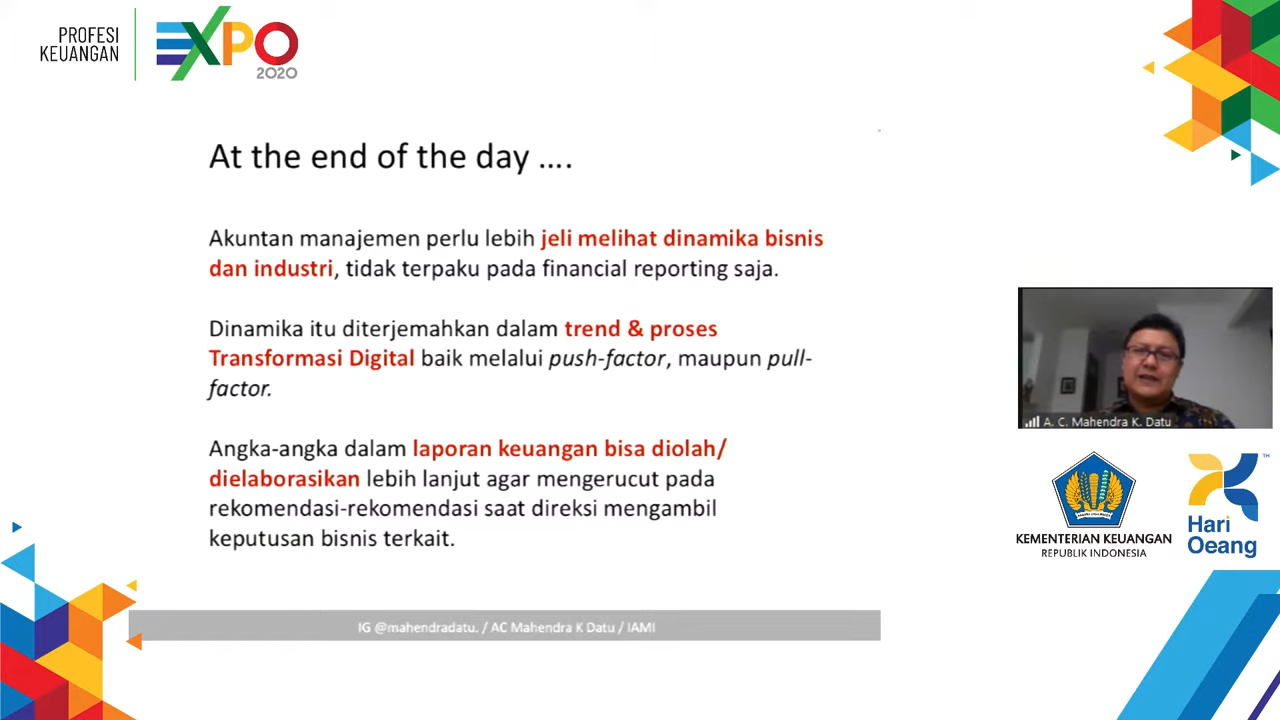 PROFESI
KEUANGAN
EXPO
2020
At the end of the day ….
Akuntan manajemen perlu lebih jeli melihat dinamika bisnis
dan industri, tidak terpaku pada financial reporting saja.
Dinamika itu diterjemahkan dalam trend & proses
Transformasi Digital baik melalui push-factor, maupun pull-
factor.
Angka-angka dalam laporan keuangan bisa diolah/
dielaborasikan lebih lanjut agar mengerucut pada
rekomendasi-rekomendasi saat direksi mengambil
keputusan bisnis terkait.
IG @mahendradatu. / AC Mahendra K Datu / IAMI
A. C. Mahendra K. Datu
KEMENTERIAN KEUANGAN
REPUBLIK INDONESIA
TM
Hari
Oeang